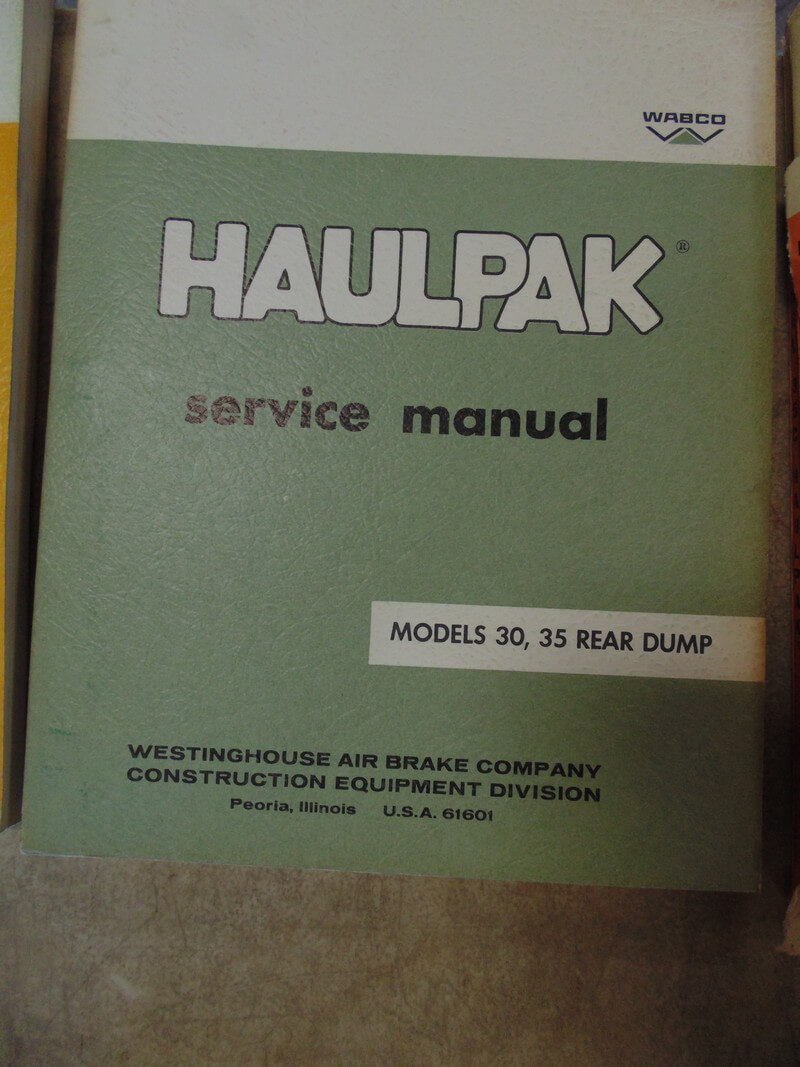 WABCO
HAULPAK®
service manual
MODELS 30, 35 REAR DUMP
WESTINGHOUSE AIR BRAKE COMPANY
CONSTRUCTION EQUIPMENT DIVISION
Peoria, Illinois U.S.A. 61601